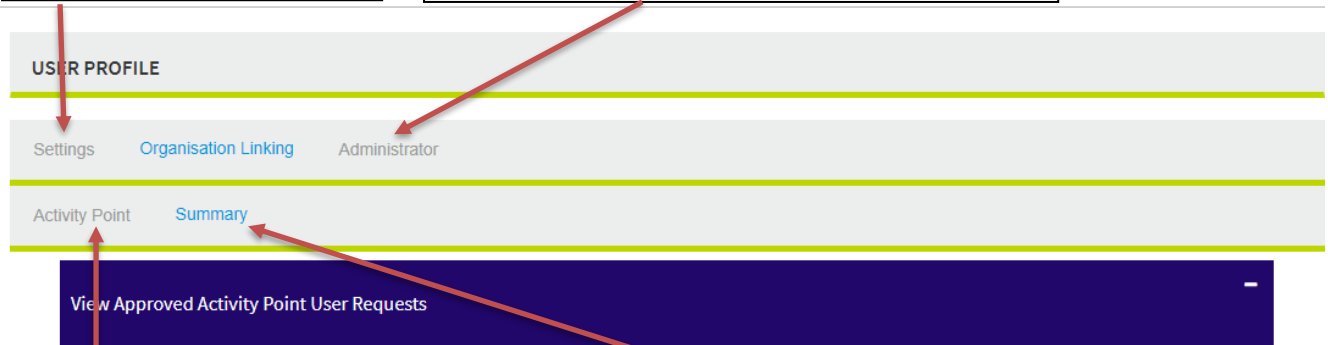 USER PROFILE
Settings Organisation Linking Administrator
Activity Point Summary
View Approved Activity Point User Requests